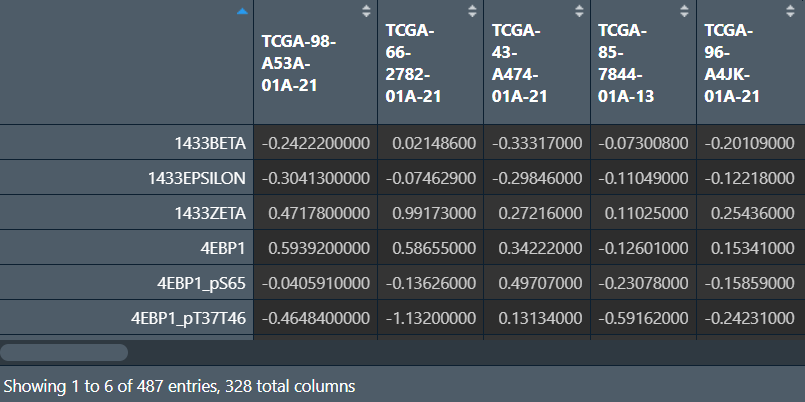 TCGA-98-A53A-01A-21 TCGA-66-2782-01A-21 TCGA-43-A474-01A-21 TCGA-85-7844-01A-13 TCGA-96-A4JK-01A-21
1433BETA -0.2422200000 0.02148600 -0.33317000 -0.07300800 -0.20109000
1433EPSILON -0.3041300000 -0.07462900 -0.29846000 -0.11049000 -0.12218000
1433ZETA 0.4717800000 0.99173000 0.27216000 0.11025000 0.25436000
4EBP1 0.5939200000 0.58655000 0.34222000 -0.12601000 0.15341000
4EBP1_pS65 -0.0405910000 -0.13626000 0.49707000 -0.23078000 -0.15859000
4EBP1_pT37T46 -0.4648400000 -1.13200000 0.13134000 -0.59162000 -0.24231000
Showing 1 to 6 of 487 entries, 328 total columns